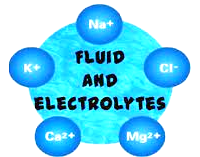 Na+
K+
FLUID
Cl-
AND
ELECTROLYTES
Ca2+
Mg2+